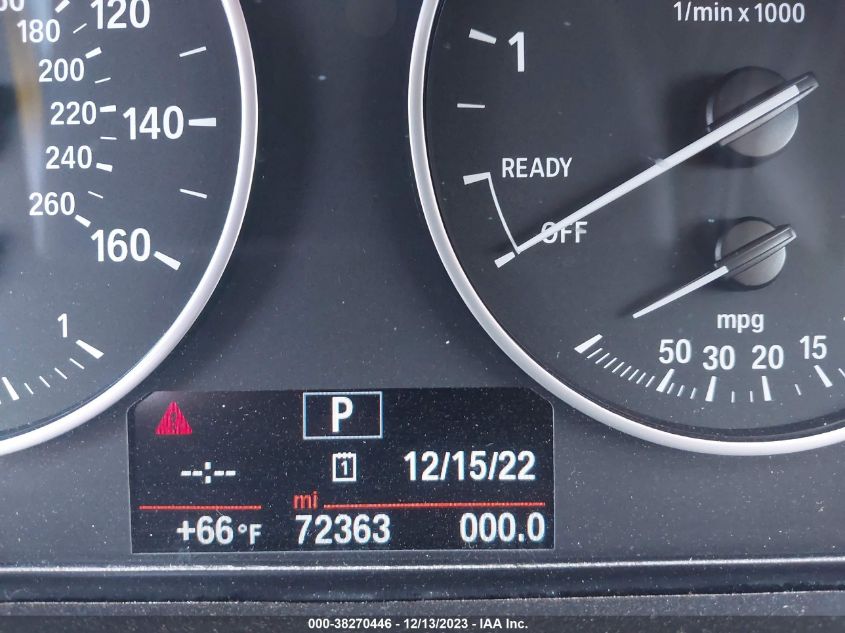 120
180
200
220 140
240
260
160
1
1/min x 1000
1
READY
OFF
mpg
50 30 20 15
P
--:-- 1 12/15/22
mi
+66 °F 72363 000.0
000-38270446 - 12/13/2023 - IAA Inc.